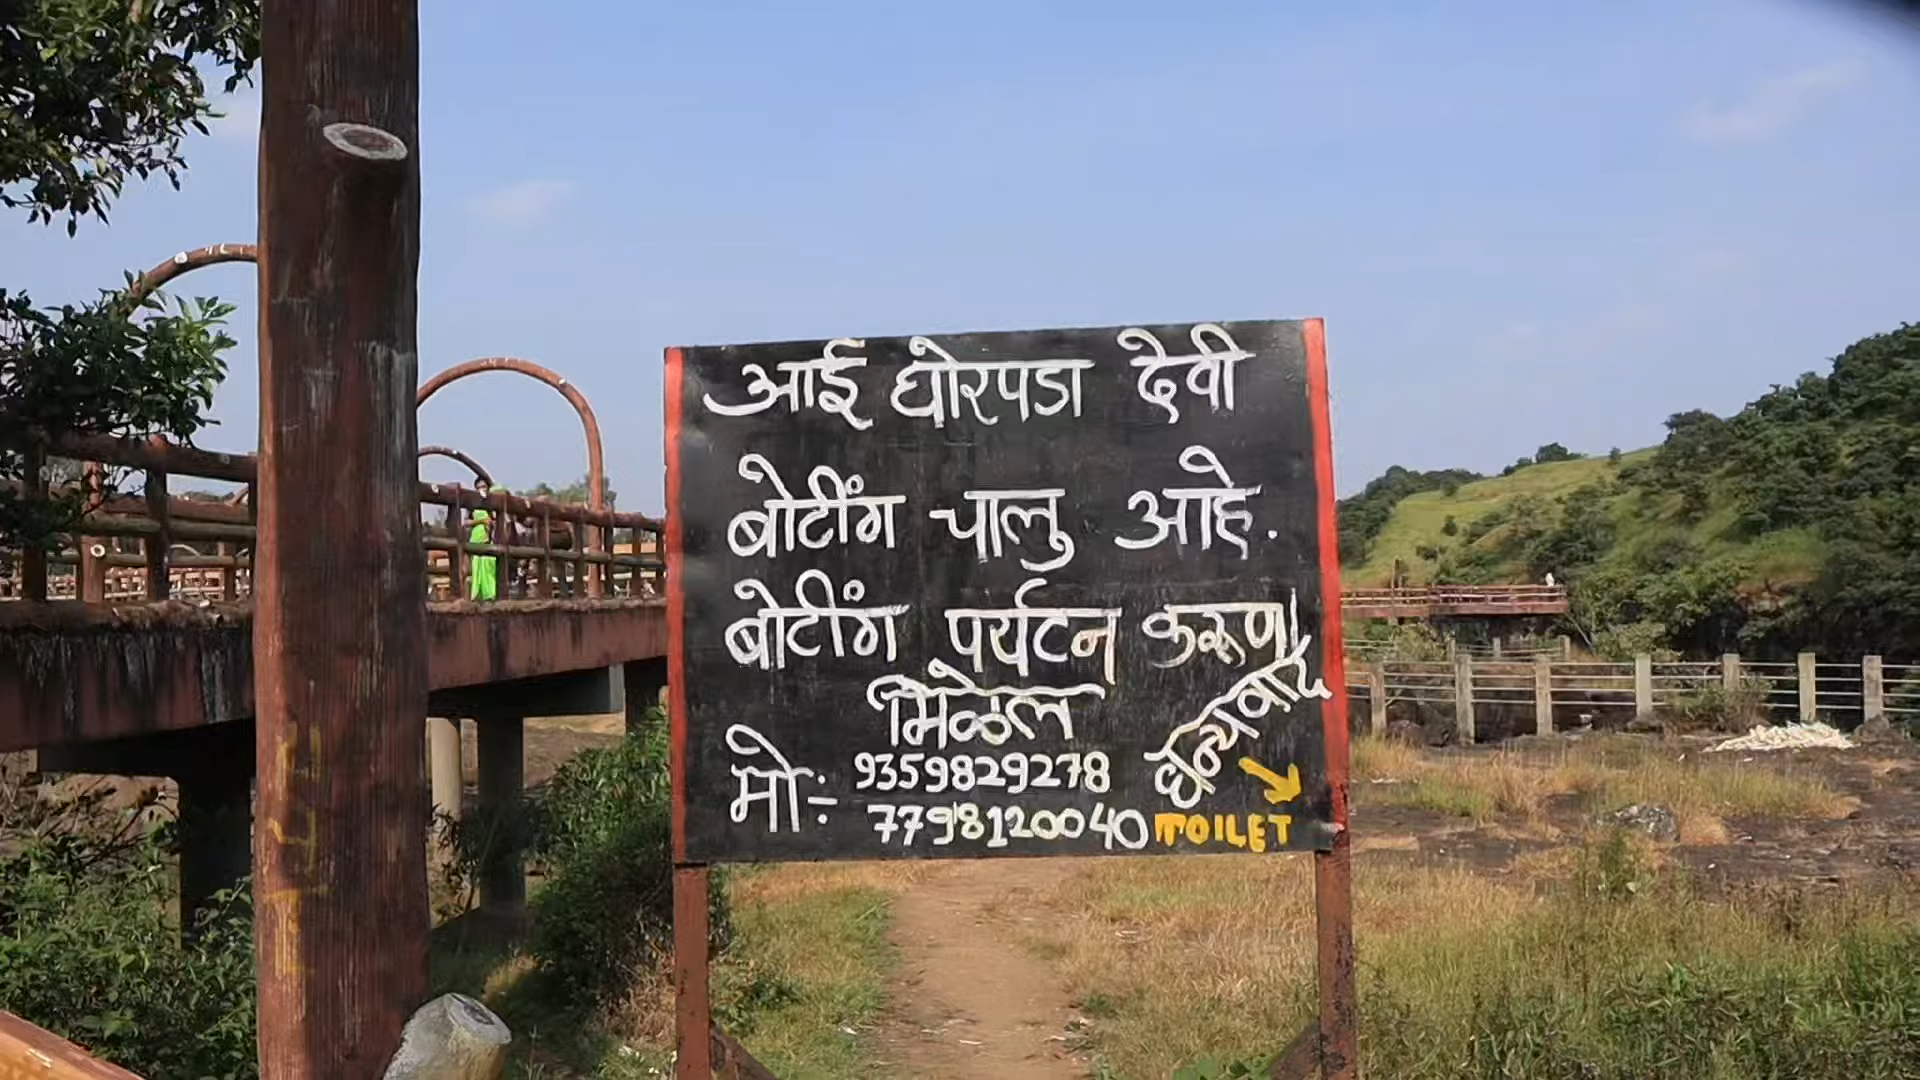 आई घोरपडा देवी
बोटींग चालु आहे.
बोटींग पर्यटन करुण
मिळेल
धन्यवाद
मो:- 9359829278
7798120040
TOILET